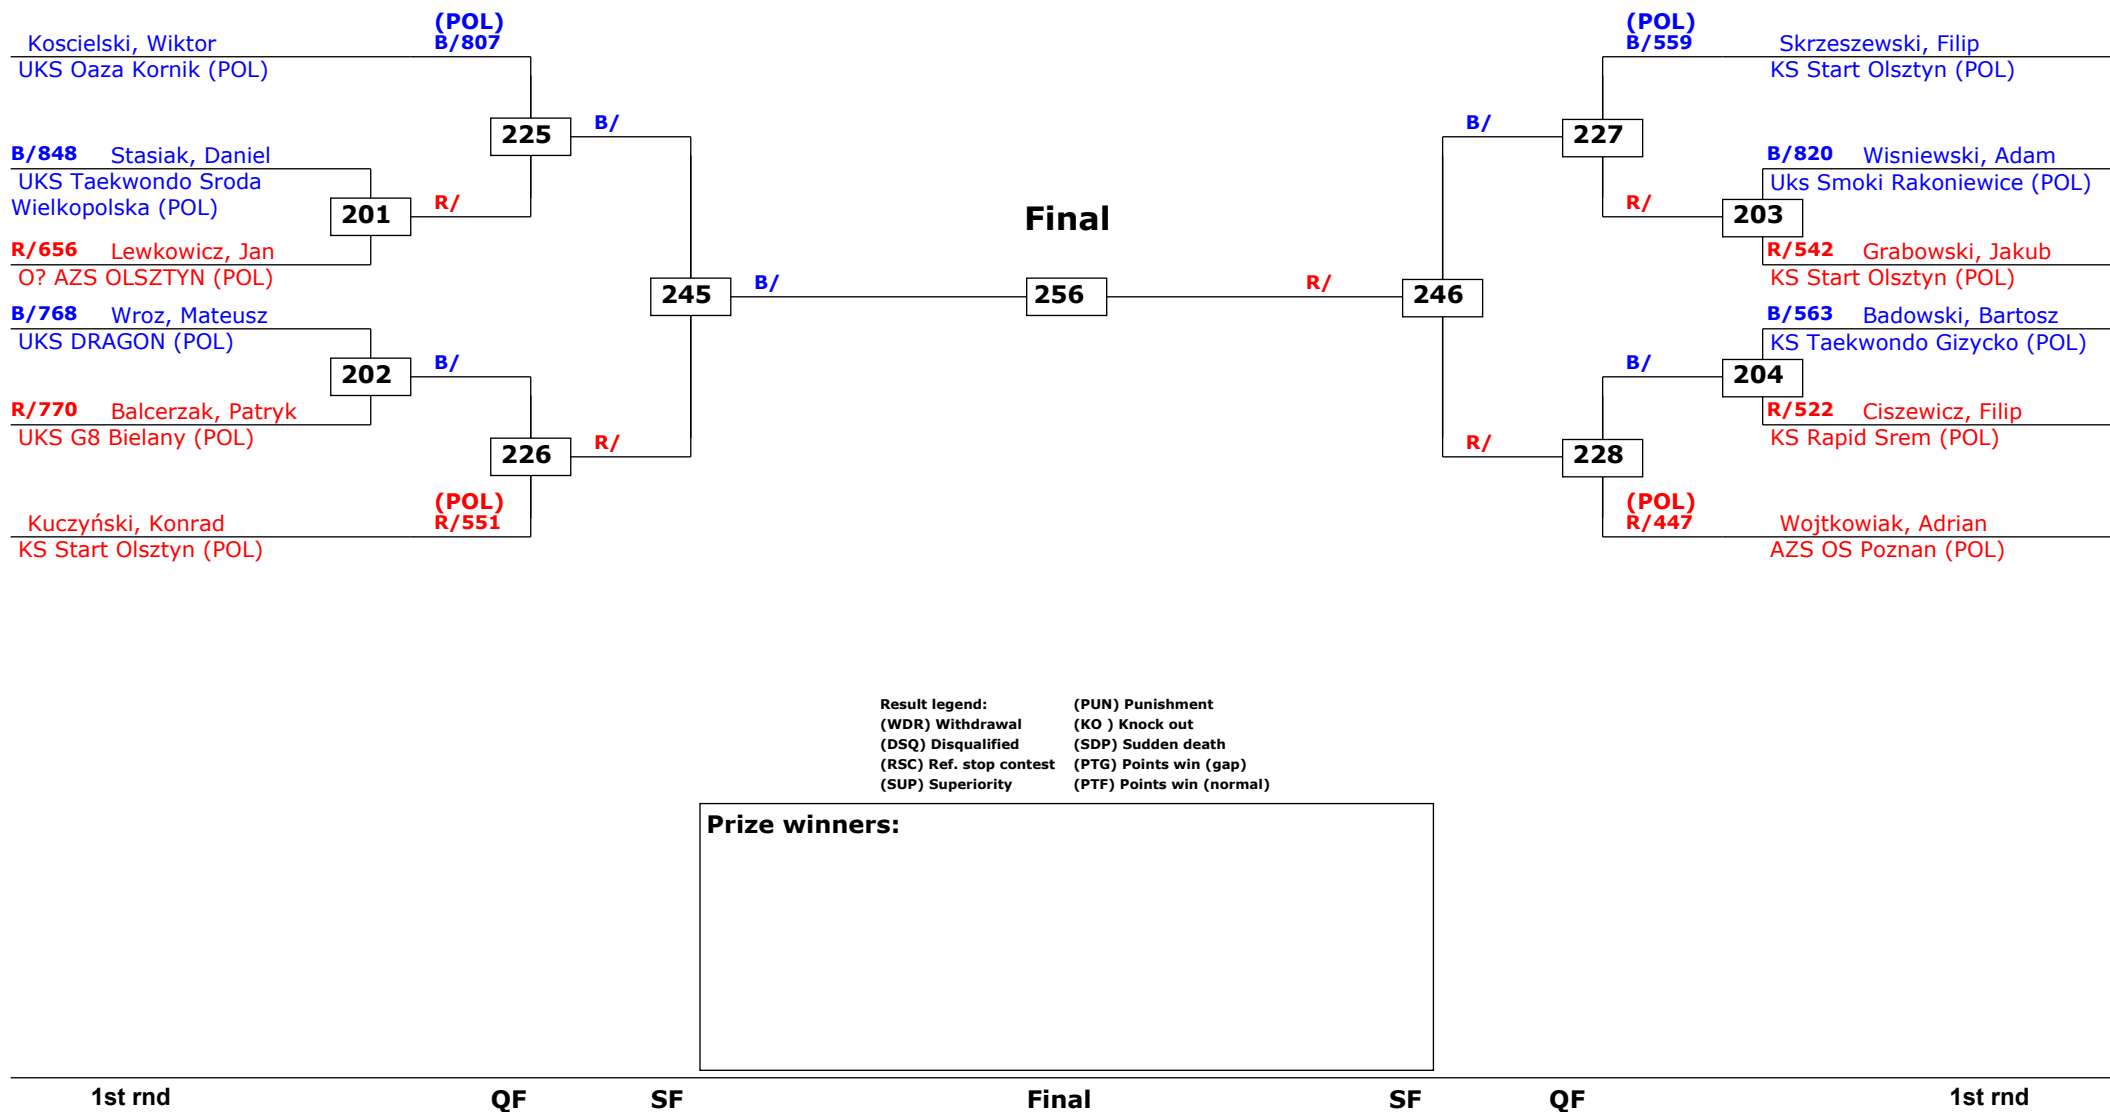 (POL)
Koscielski, Wiktor
B/807
UKS Oaza Kornik (POL)
225
B/
B/848 Stasiak, Daniel
UKS Taekwondo Sroda
Wielkopolska (POL)
201
R/
R/656 Lewkowicz, Jan
O? AZS OLSZTYN (POL)
245
B/
B/768 Wroz, Mateusz
UKS DRAGON (POL)
202
B/
R/770 Balcerzak, Patryk
UKS G8 Bielany (POL)
226
R/
(POL)
Kuczyński, Konrad
R/551
KS Start Olsztyn (POL)
Final
256
(POL)
B/559
Skrzeszewski, Filip
KS Start Olsztyn (POL)
B/
227
B/820 Wisniewski, Adam
Uks Smoki Rakoniewice (POL)
R/
203
R/542 Grabowski, Jakub
KS Start Olsztyn (POL)
R/
246
B/563 Badowski, Bartosz
KS Taekwondo Gizycko (POL)
B/
204
R/522 Ciszewicz, Filip
KS Rapid Srem (POL)
R/
228
(POL)
R/447
Wojtkowiak, Adrian
AZS OS Poznan (POL)
Result legend:
(WDR) Withdrawal
(DSQ) Disqualified
(RSC) Ref. stop contest
(SUP) Superiority
(PUN) Punishment
(KO ) Knock out
(SDP) Sudden death
(PTG) Points win (gap)
(PTF) Points win (normal)
Prize winners:
1st rnd QF SF Final SF QF 1st rnd